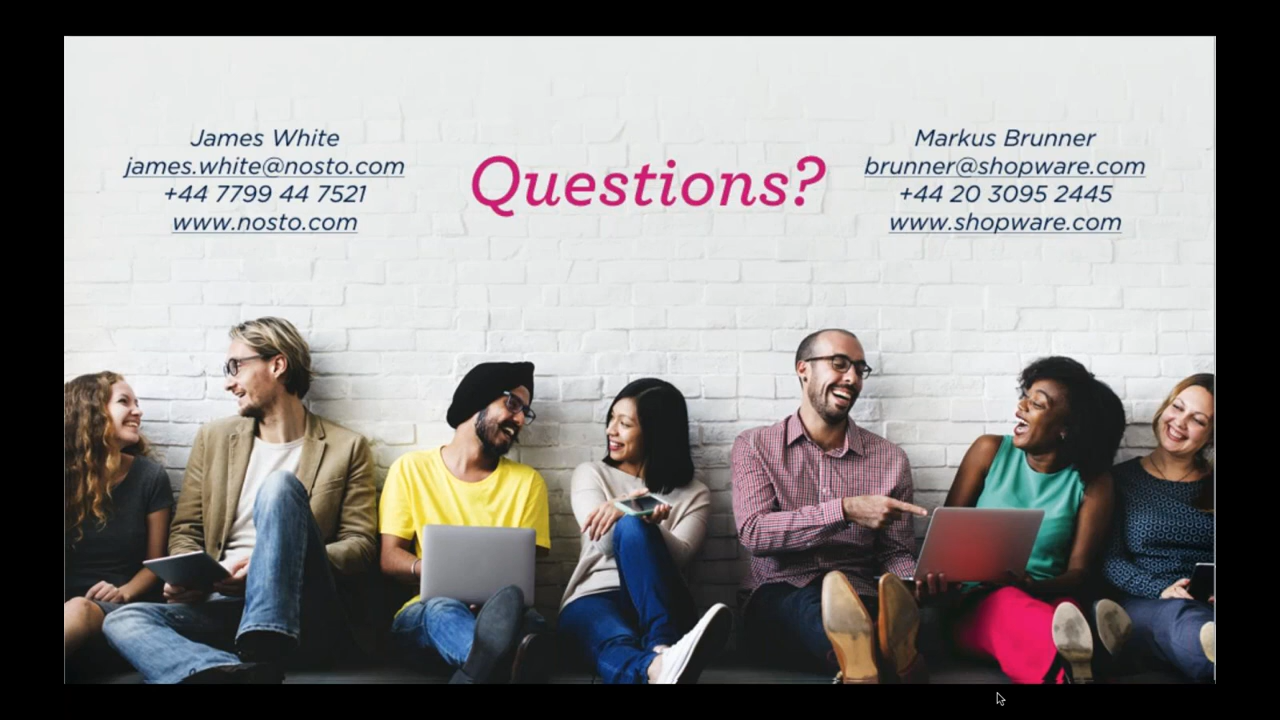 James White
james.white@nosto.com
+44 7799 44 7521
www.nosto.com
Questions?
Markus Brunner
brunner@shopware.com
+44 20 3095 2445
www.shopware.com